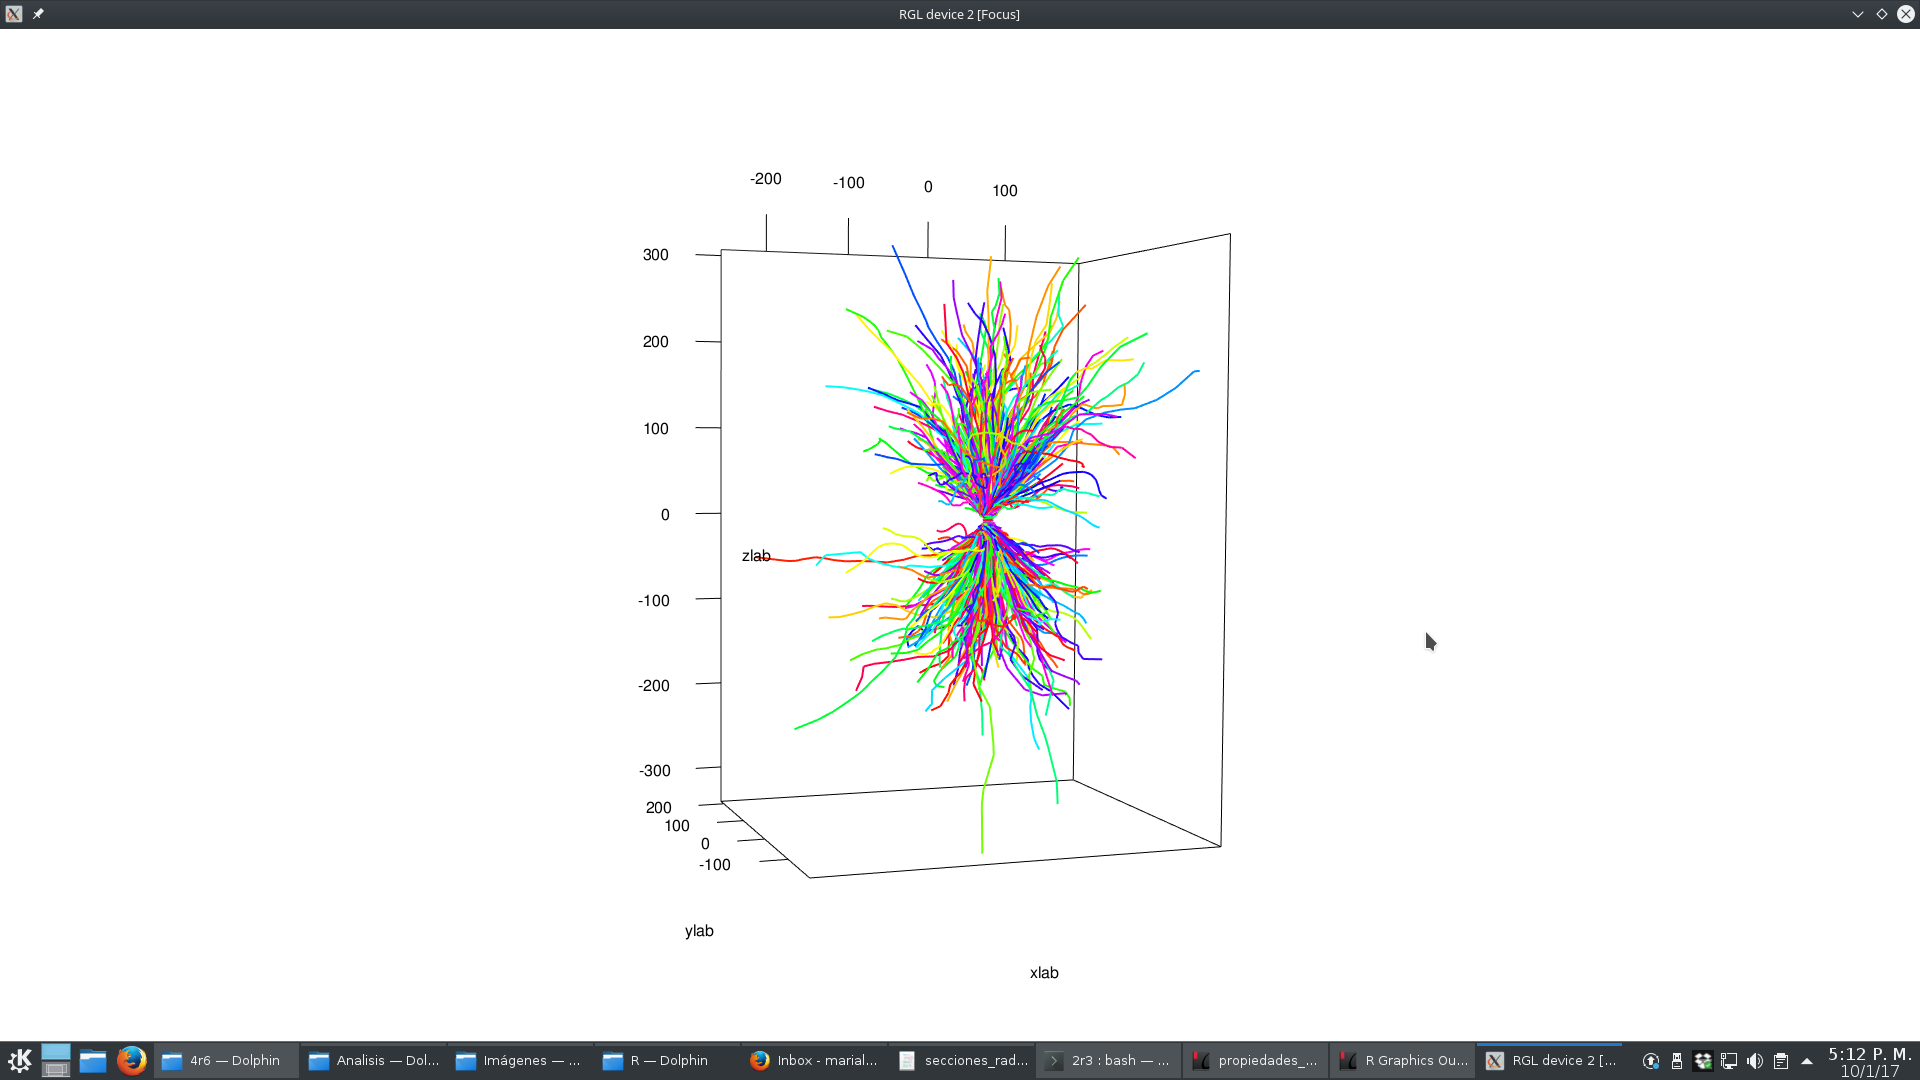 RGL device 2 [Focus]
-200 -100 0 100
300
200
100
0
zlab
-100
-200
-300
200
100
0
-100
ylab
xlab
4r6 — Dolphin Analisis — Dol... Imágenes — ... R — Dolphin Inbox - marial... secciones_rad... 2r3 : bash — ... propiedades_... R Graphics Ou... RGL device 2 [... 5:12 P. M.
10/1/17